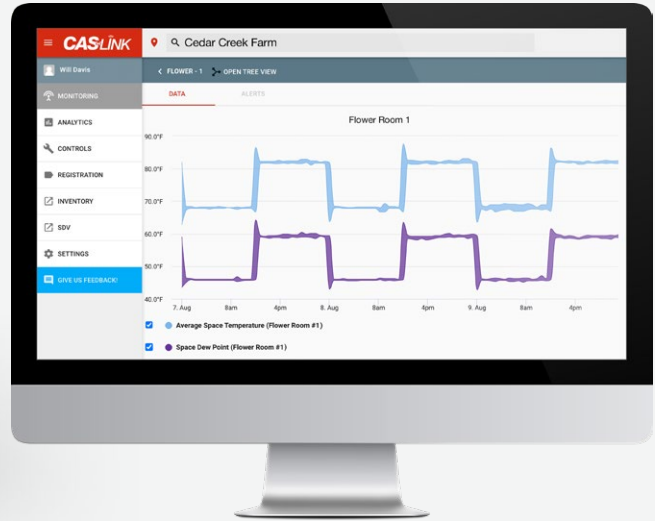 CASLĪNK
Cedar Creek Farm
Will Davis
FLOWER - 1 OPEN TREE VIEW
MONITORING
DATA ALERTS
ANALYTICS
CONTROLS
REGISTRATION
INVENTORY
SDV
SETTINGS
GIVE US FEEDBACK!
Flower Room 1
90.0°F
80.0°F
70.0°F
60.0°F
50.0°F
40.0°F
7. Aug 8am 4pm 8. Aug 8am 4pm 9. Aug 8am 4pm
Average Space Temperature (Flower Room #1)
Space Dew Point (Flower Room #1)